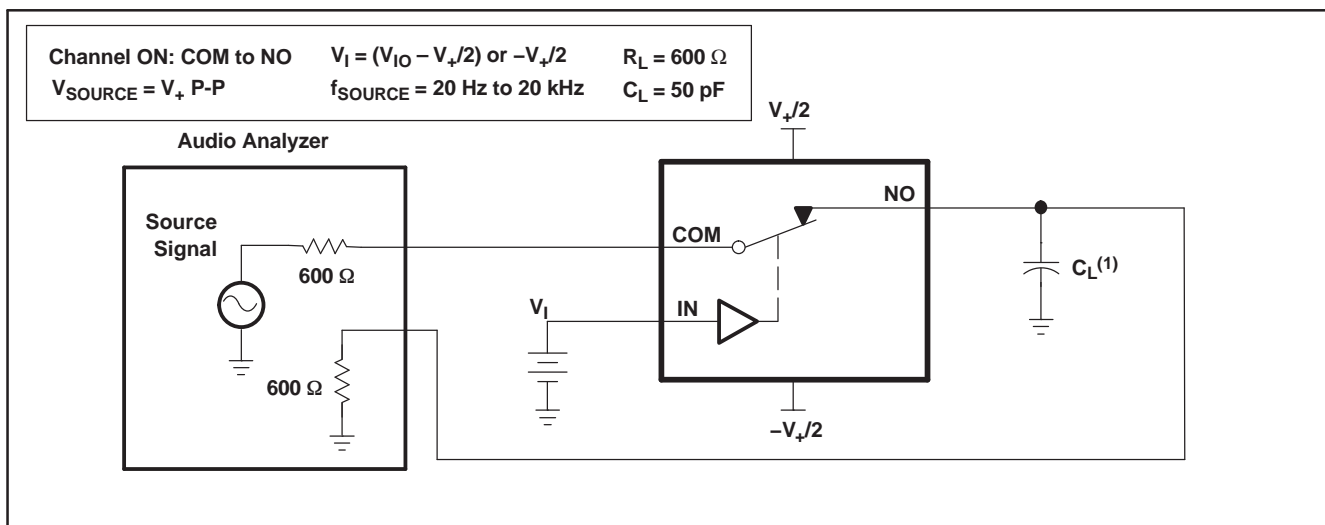 Channel ON: COM to NO V_I = (V_IO – V_+/2) or –V_+/2 R_L = 600 Ω
V_SOURCE = V_+ P-P f_SOURCE = 20 Hz to 20 kHz C_L = 50 pF
V_+/2
Audio Analyzer
NO
Source
Signal
COM
600 Ω
C_L(1)
V_I
IN
600 Ω
–V_+/2